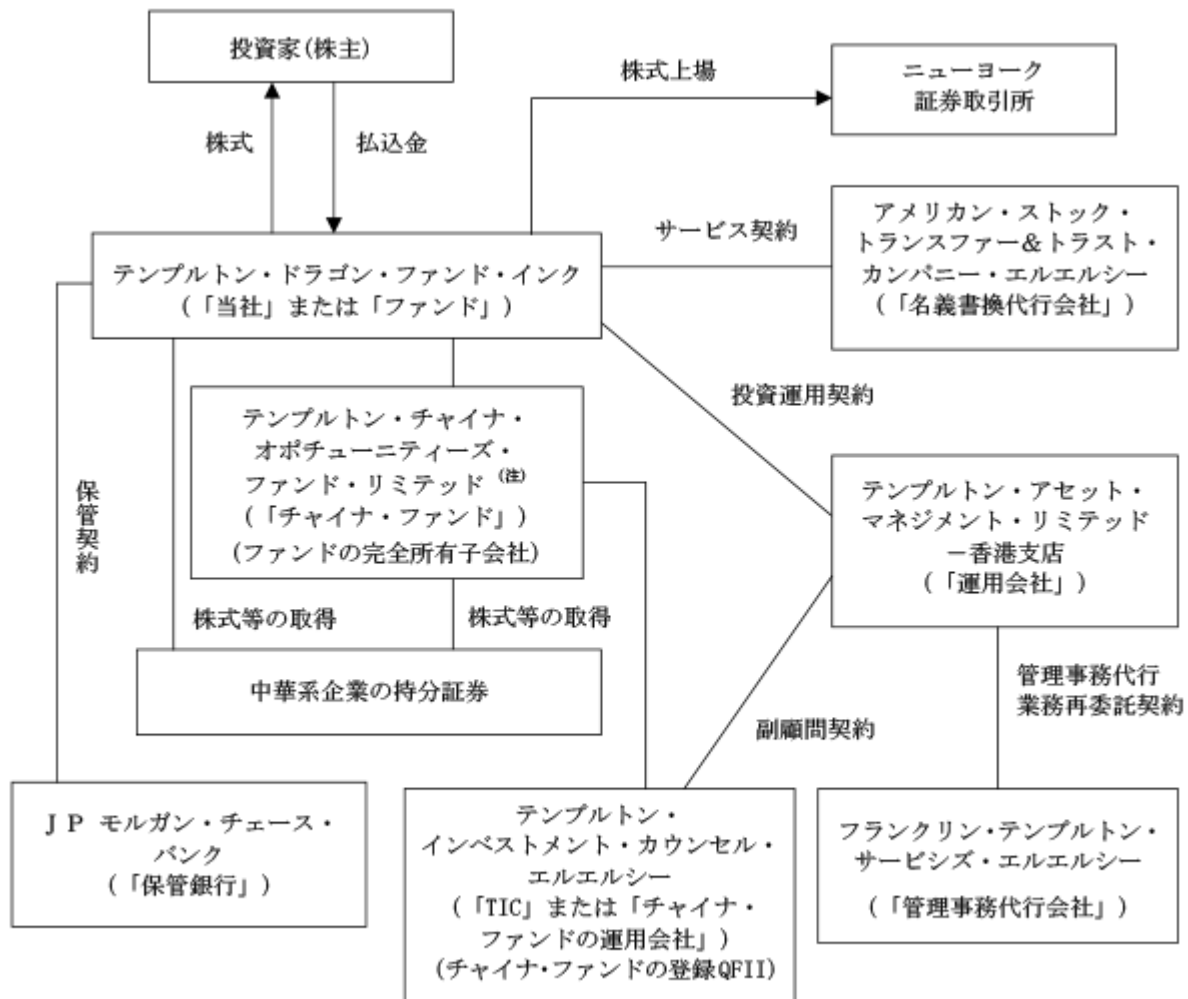 投資家(株主)
株式上場
ニューヨーク
証券取引所
株式
払込金
サービス契約
アメリカン・ストック・
トランスファー＆トラスト・
カンパニー・エルエルシー
(「名義書換代行会社」)
テンプルトン・ドラゴン・ファンド・インク
(「当社」または「ファンド」)
投資運用契約
テンプルトン・チャイナ・
オポチューニティーズ・
ファンド・リミテッド (注)
(「チャイナ・ファンド」)
(ファンドの完全所有子会社)
保管契約
テンプルトン・アセット・
マネジメント・リミテッド
－香港支店
(「運用会社」)
株式等の取得
株式等の取得
中華系企業の持分証券
管理事務代行
業務再委託契約
副顧問契約
ＪＰ モルガン・チェース・
バンク
(「保管銀行」)
テンプルトン・
インベストメント・カウンセル・
エルエルシー
(「TIC」または「チャイナ・
ファンドの運用会社」)
(チャイナ・ファンドの登録QFII)
フランクリン・テンプルトン・
サービシズ・エルエルシー
(「管理事務代行会社」)